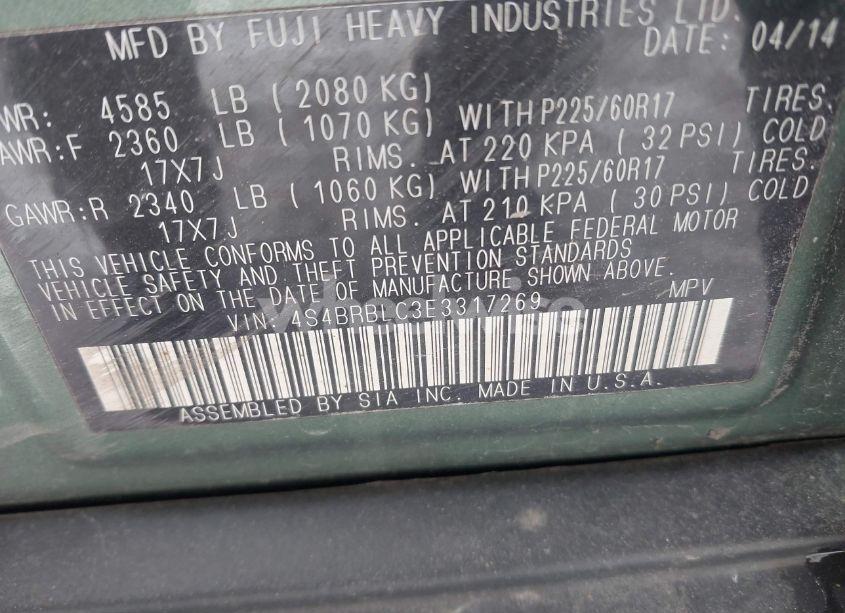 MFD BY FUJI HEAVY INDUSTRIES LTD.
DATE: 04/14
WR: 4585 LB ( 2080 KG)
AWR:F 2360 LB ( 1070 KG) WITH P225/60R17 TIRES.
17X7J RIMS. AT 220 KPA ( 32 PSI) COLD
GAWR:R 2340 LB ( 1060 KG) WITH P225/60R17 TIRES.
17X7J RIMS. AT 210 KPA ( 30 PSI) COLD
THIS VEHICLE CONFORMS TO ALL APPLICABLE FEDERAL MOTOR
VEHICLE SAFETY AND THEFT PREVENTION STANDARDS
IN EFFECT ON THE DATE OF MANUFACTURE SHOWN ABOVE.
VIN: 4S4BRBLC3E3317269 MPV
ASSEMBLED BY SIA INC. MADE IN U.S.A.